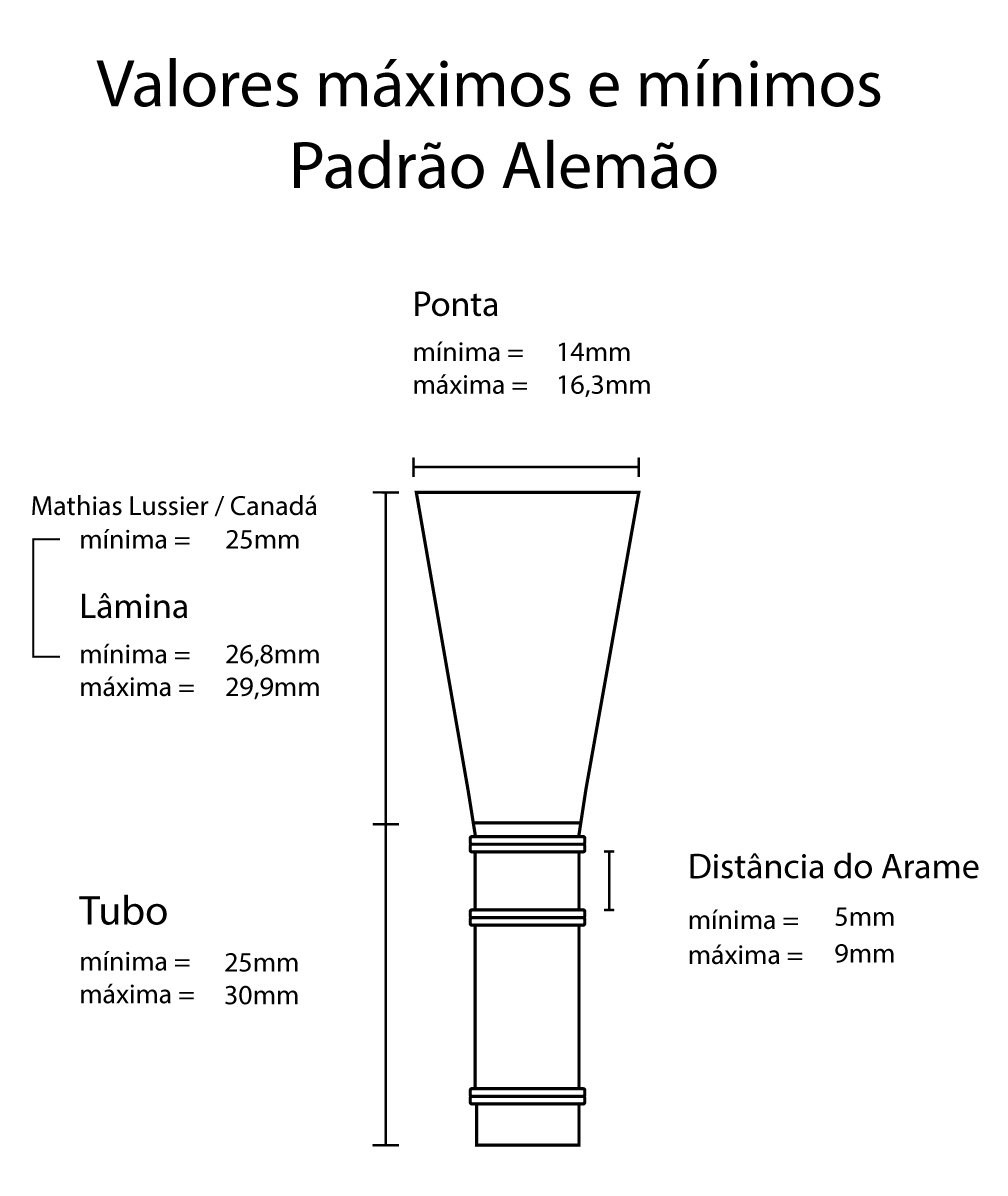 Valores máximos e mínimos
Padrão Alemão
Ponta
mínima = 14mm
máxima = 16,3mm
Mathias Lussier / Canadá
mínima = 25mm
Lâmina
mínima = 26,8mm
máxima = 29,9mm
Distância do Arame
mínima = 5mm
máxima = 9mm
Tubo
mínima = 25mm
máxima = 30mm